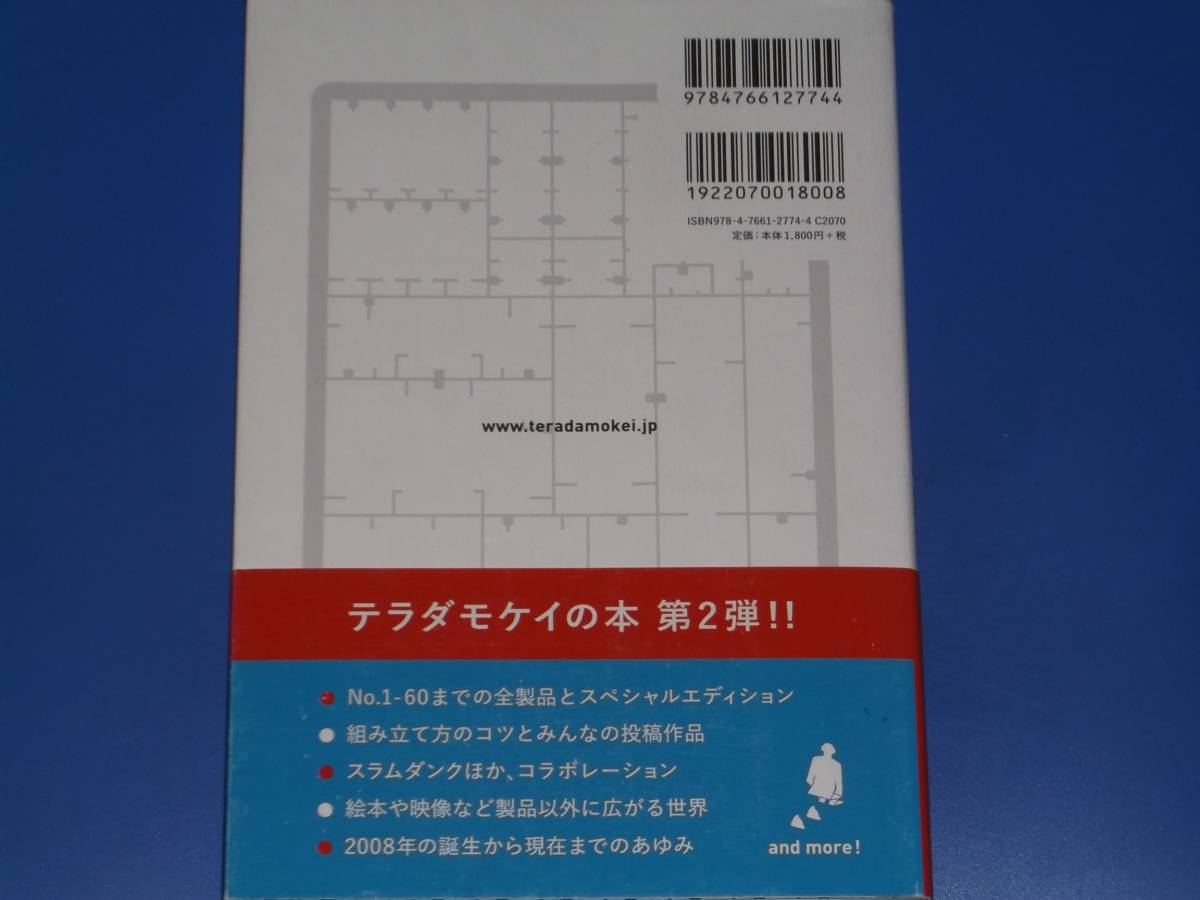 9784766127744
1922070018008
ISBN978-4-7661-2774-4 C2070
定価：本体1,800円+税
www.teradamokei.jp
テラダモケイの本 第2弾!!
No.1-60までの全製品とスペシャルエディション
組み立て方のコツとみんなの投稿作品
スラムダンクほか、コラボレーション
絵本や映像など製品以外に広がる世界
2008年の誕生から現在までのあゆみ
and more!